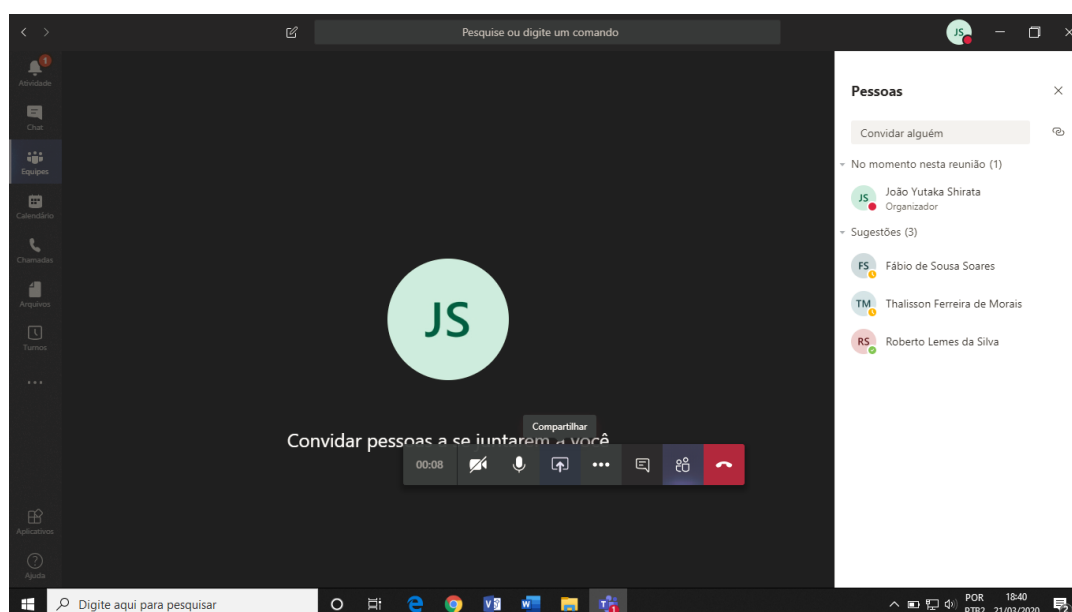 Pesquise ou digite um comando
JS
1
Atividade
Chat
Equipes
Calendário
Chamadas
Arquivos
Turnos
Aplicativos
Ajuda
JS
Convidar pessoas a se juntarem a você
Compartilhar
00:08
Pessoas
Convidar alguém
No momento nesta reunião (1)
JS
João Yutaka Shirata
Organizador
Sugestões (3)
FS
Fábio de Sousa Soares
TM
Thalisson Ferreira de Morais
RS
Roberto Lemes da Silva
Digite aqui para pesquisar
POR
PTB2
18:40
21/03/2020
2